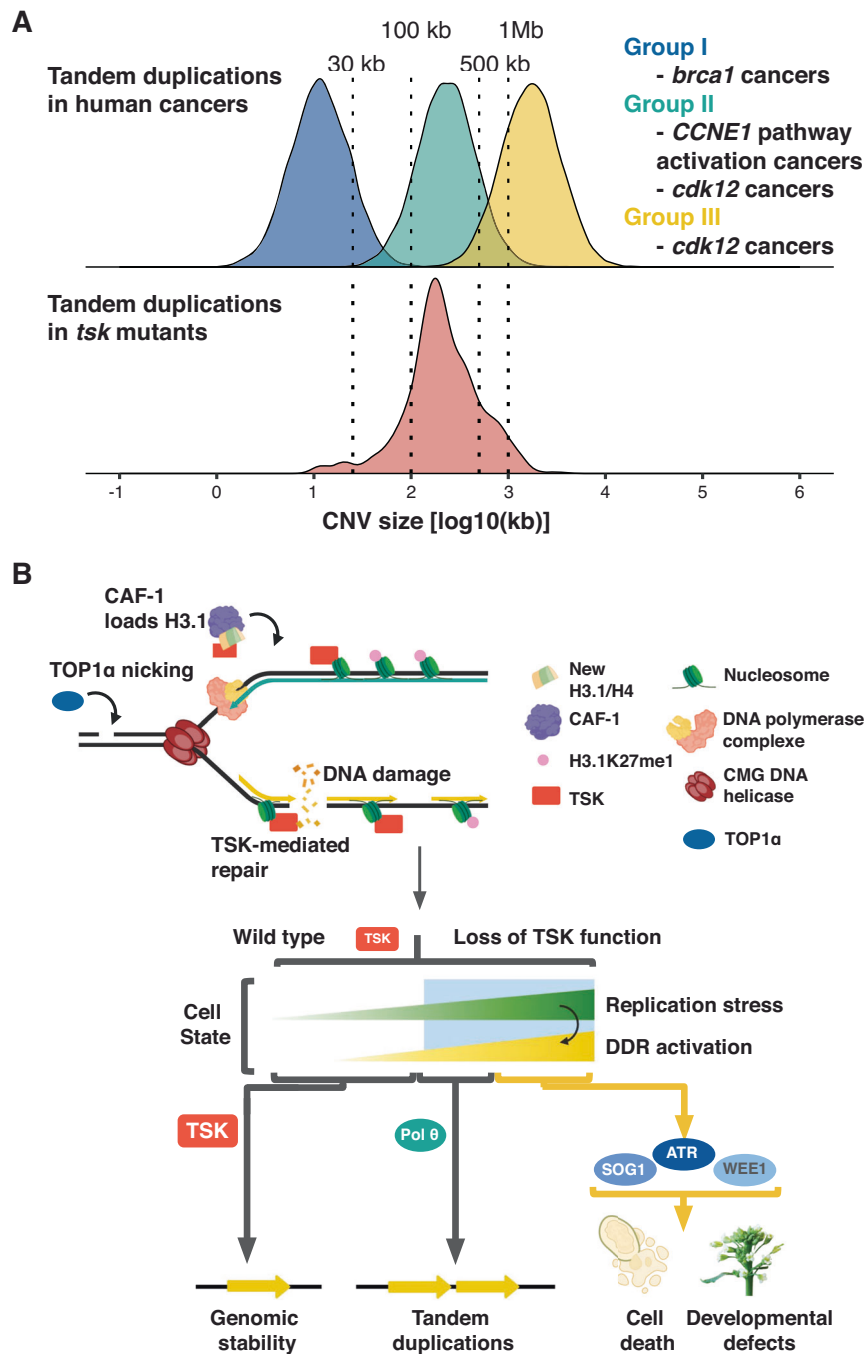 A
100 kb
1Mb
30 kb
500 kb
Tandem duplications
in human cancers
Group I
- brca1 cancers
Group II
- CCNE1 pathway
activation cancers
- cdk12 cancers
Group III
- cdk12 cancers
Tandem duplications
in tsk mutants
-1 0 1 2 3 4 5 6
CNV size [log10(kb)]
B
CAF-1
loads H3.1
TOP1α nicking
DNA damage
TSK-mediated
repair
New
H3.1/H4
CAF-1
H3.1K27me1
TSK
Nucleosome
DNA polymerase
complexe
CMG DNA
helicase
TOP1α
Wild type
TSK
Loss of TSK function
Cell
State
Replication stress
DDR activation
TSK
Pol θ
SOG1
ATR
WEE1
Genomic
stability
Tandem
duplications
Cell
death
Developmental
defects